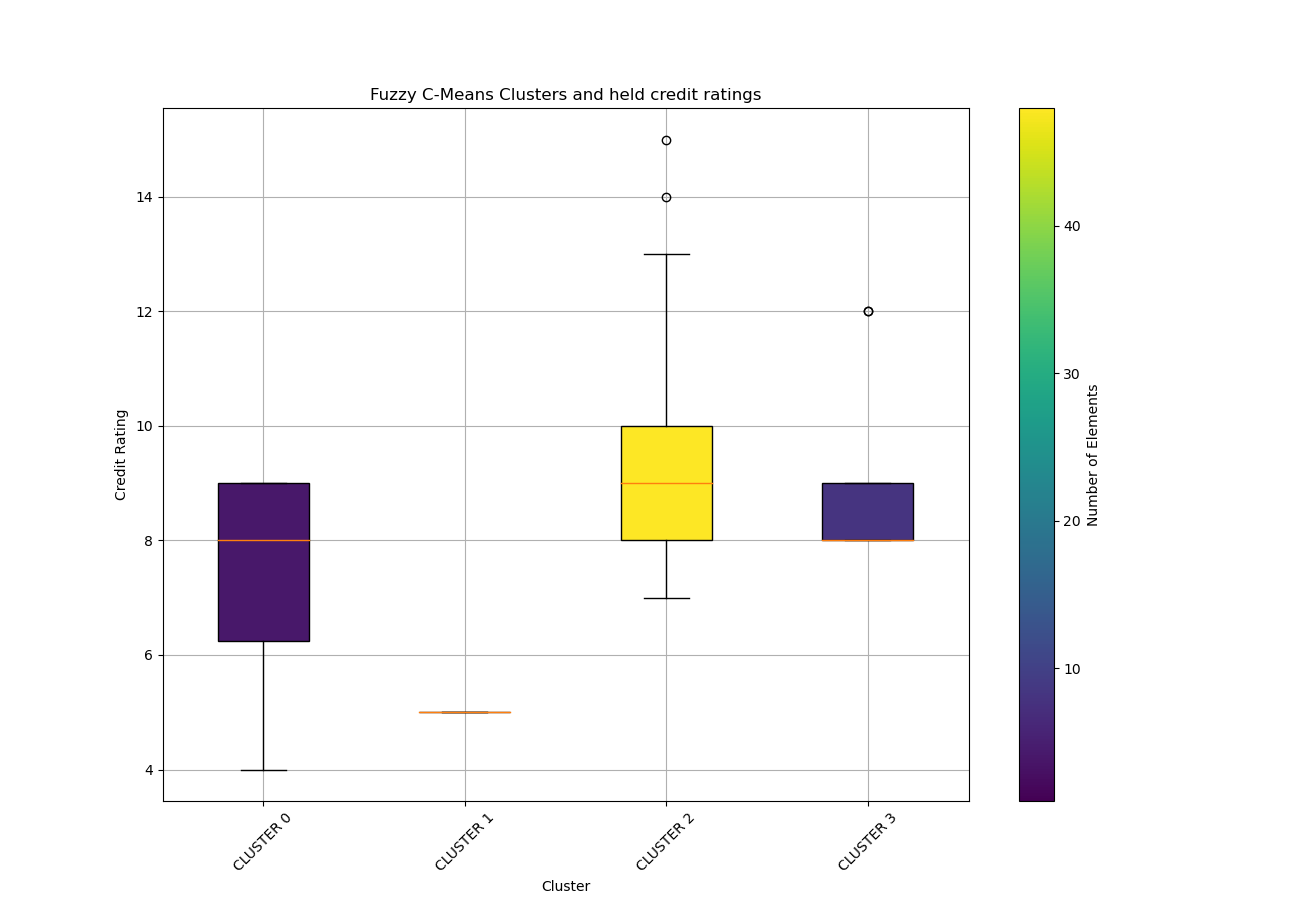 Fuzzy C-Means Clusters and held credit ratings
14
12
10
8
6
4
Credit Rating
CLUSTER 0
CLUSTER 1
CLUSTER 2
CLUSTER 3
Cluster
40
30
20
10
Number of Elements